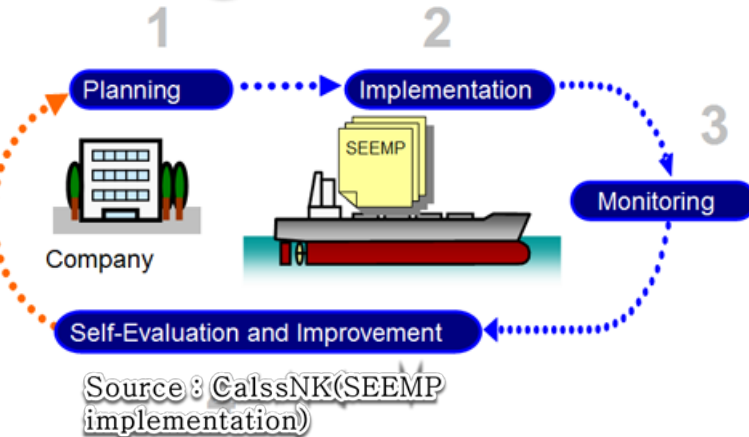 1
2
Planning
Implementation
SEEMP
3
Monitoring
Company
Self-Evaluation and Improvement
Source : CalssNK(SEEMP
implementation)